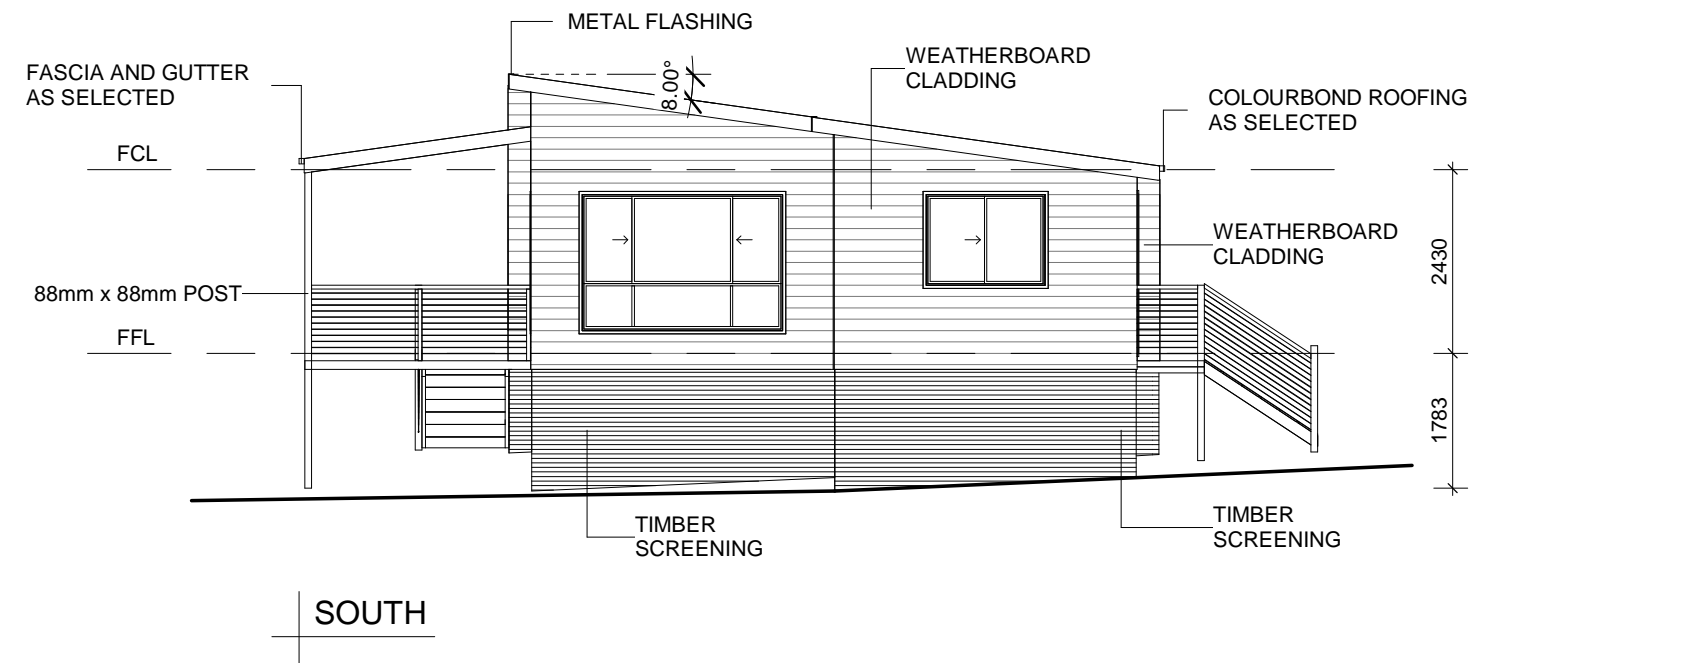 METAL FLASHING
WEATHERBOARD
CLADDING
FASCIA AND GUTTER
AS SELECTED
8.00°
COLOURBOND ROOFING
AS SELECTED
FCL
WEATHERBOARD
CLADDING
2430
88mm x 88mm POST
FFL
1783
TIMBER
SCREENING
TIMBER
SCREENING
SOUTH